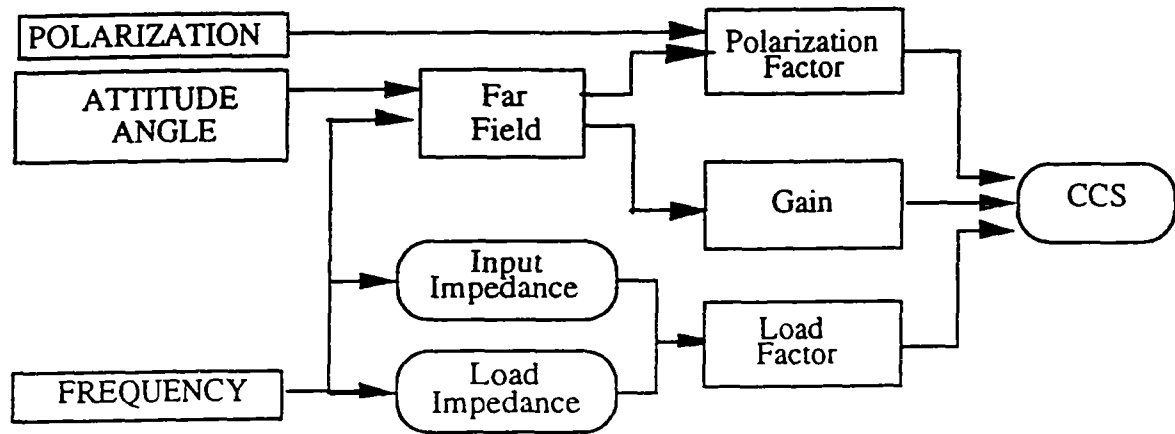 POLARIZATION
ATTITUDE
ANGLE
FREQUENCY
Far
Field
Input
Impedance
Load
Impedance
Polarization
Factor
Gain
Load
Factor
CCS